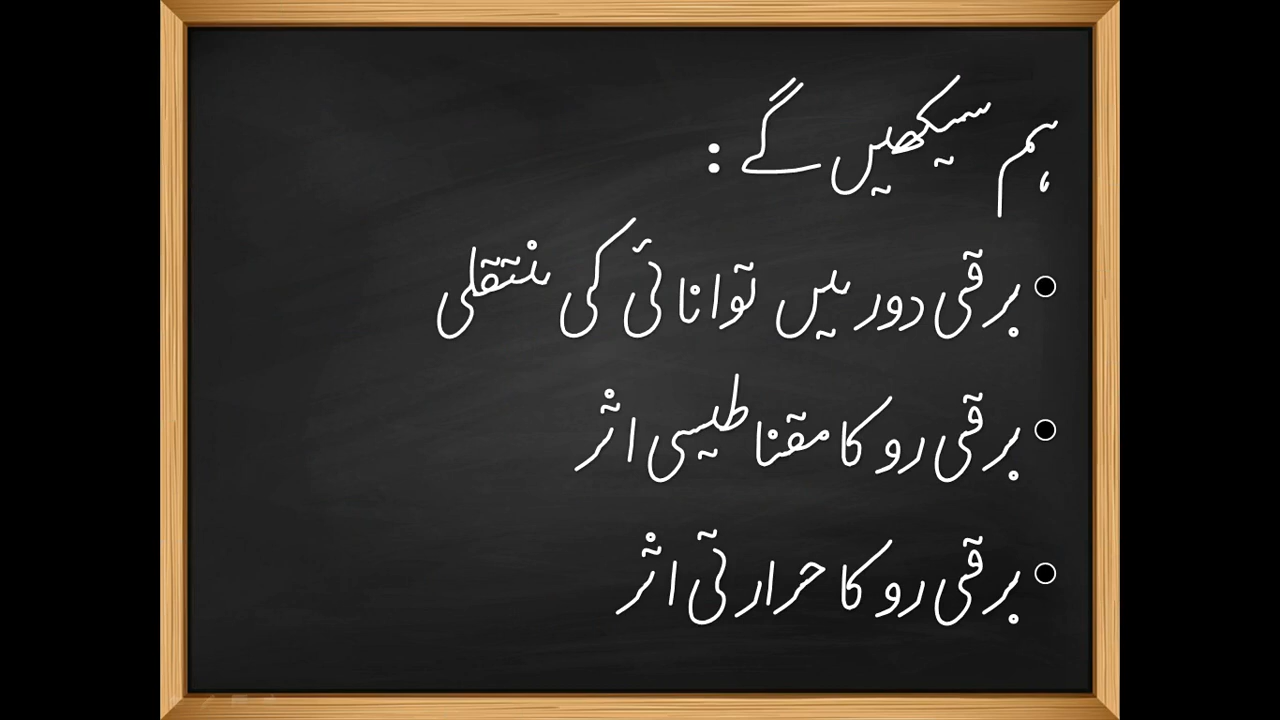 ہم سیکھیں گے :
• برقی دور میں توانائی کی منتقلی
• برقی رو کا مقناطیسی اثر
• برقی رو کا حرارتی اثر